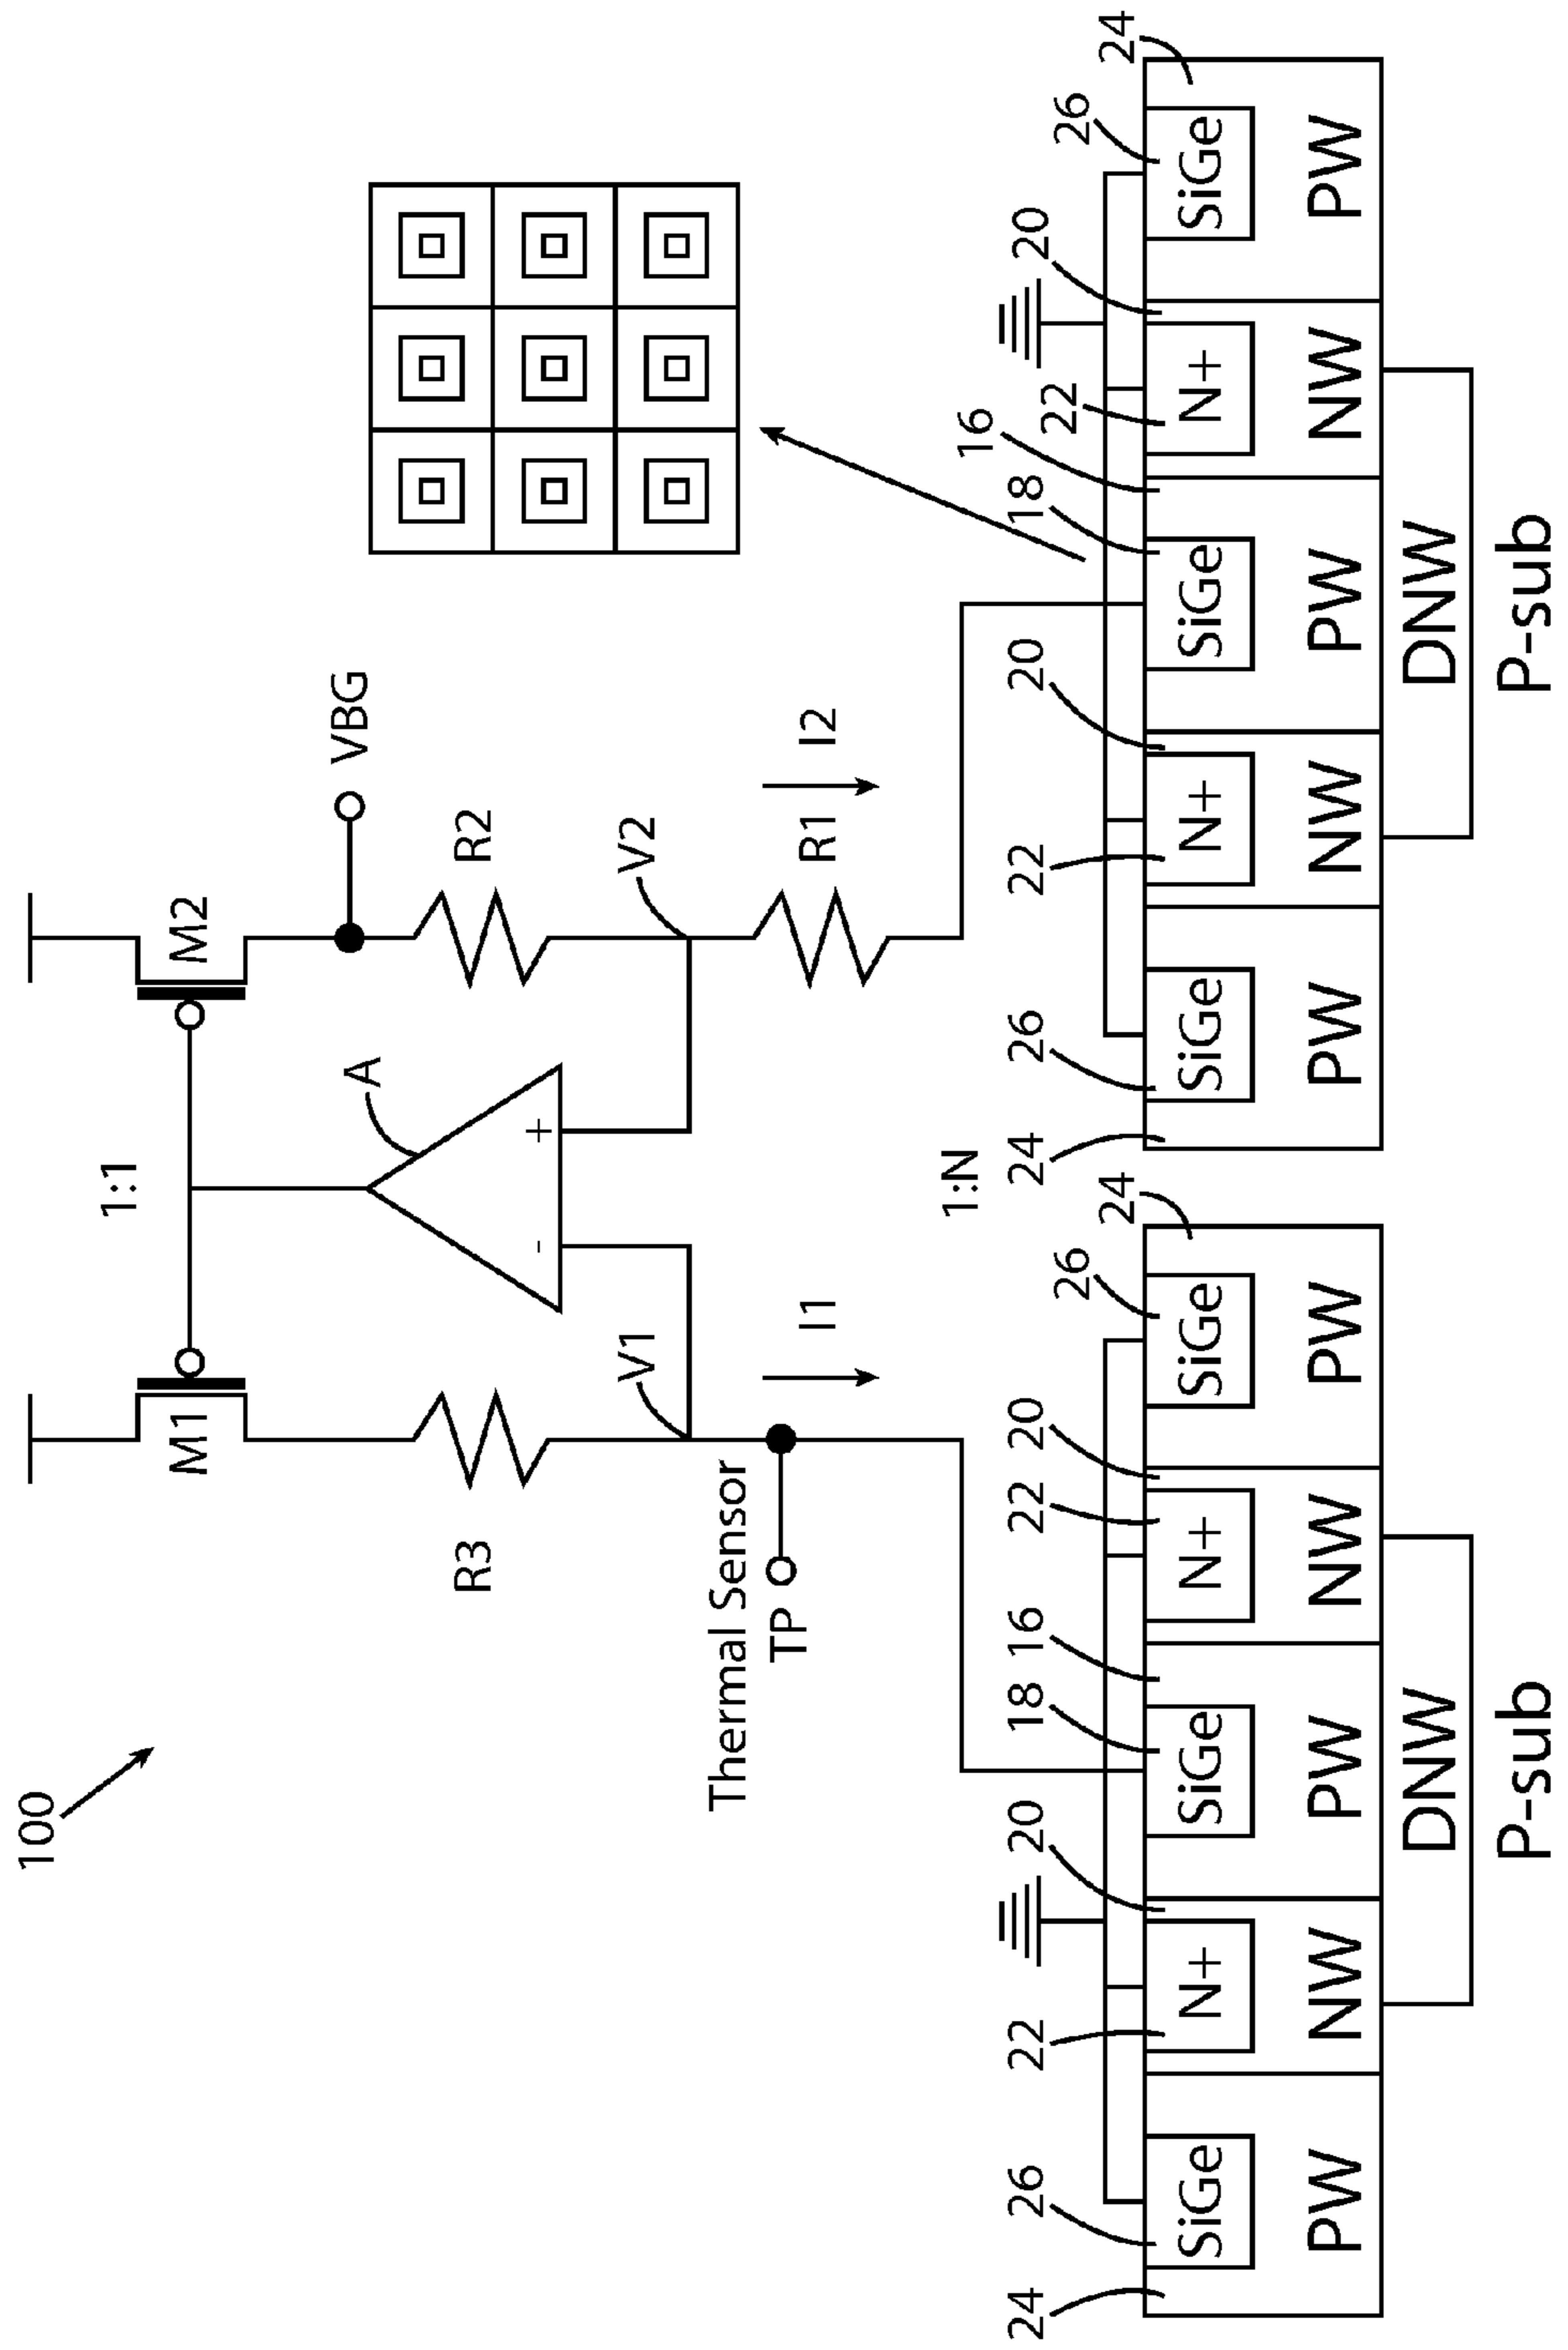 100
1:1
M1
M2
A
VBG
R3
R2
-
+
V1
V2
Thermal Sensor
TP
I1
R1
I2
1:N
24
26
22
20
18
16
22
20
26
24
24
26
22
20
18
16
22
20
26
24
SiGe
N+
SiGe
N+
SiGe
SiGe
N+
SiGe
N+
SiGe
PW
NW
PW
NW
PW
PW
NW
PW
NW
PW
DNW
DNW
P-sub
P-sub